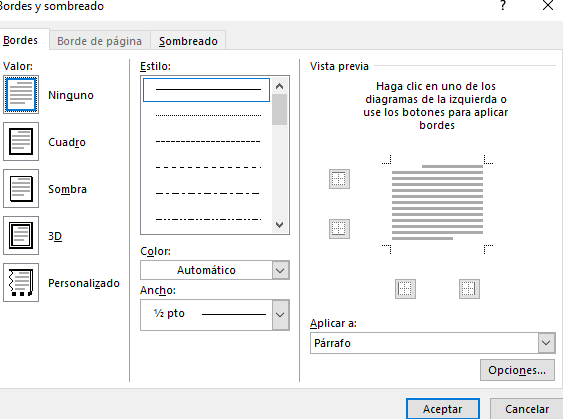 Bordes y sombreado
?
Bordes
Borde de página
Sombreado
Valor:
Ninguno
Cuadro
Sombra
3D
Personalizado
Estilo:
Color:
Automático
Ancho:
½ pto
Vista previa
Haga clic en uno de los
diagramas de la izquierda o
use los botones para aplicar
bordes
Aplicar a:
Párrafo
Opciones...
Aceptar
Cancelar